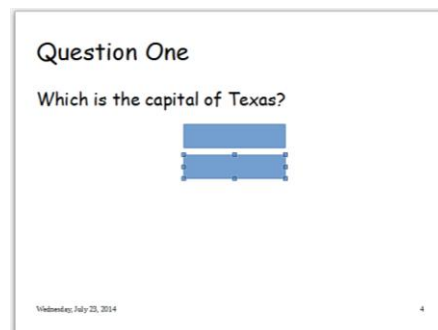 Question One
Which is the capital of Texas?
Wednesday, July 23, 2014 4